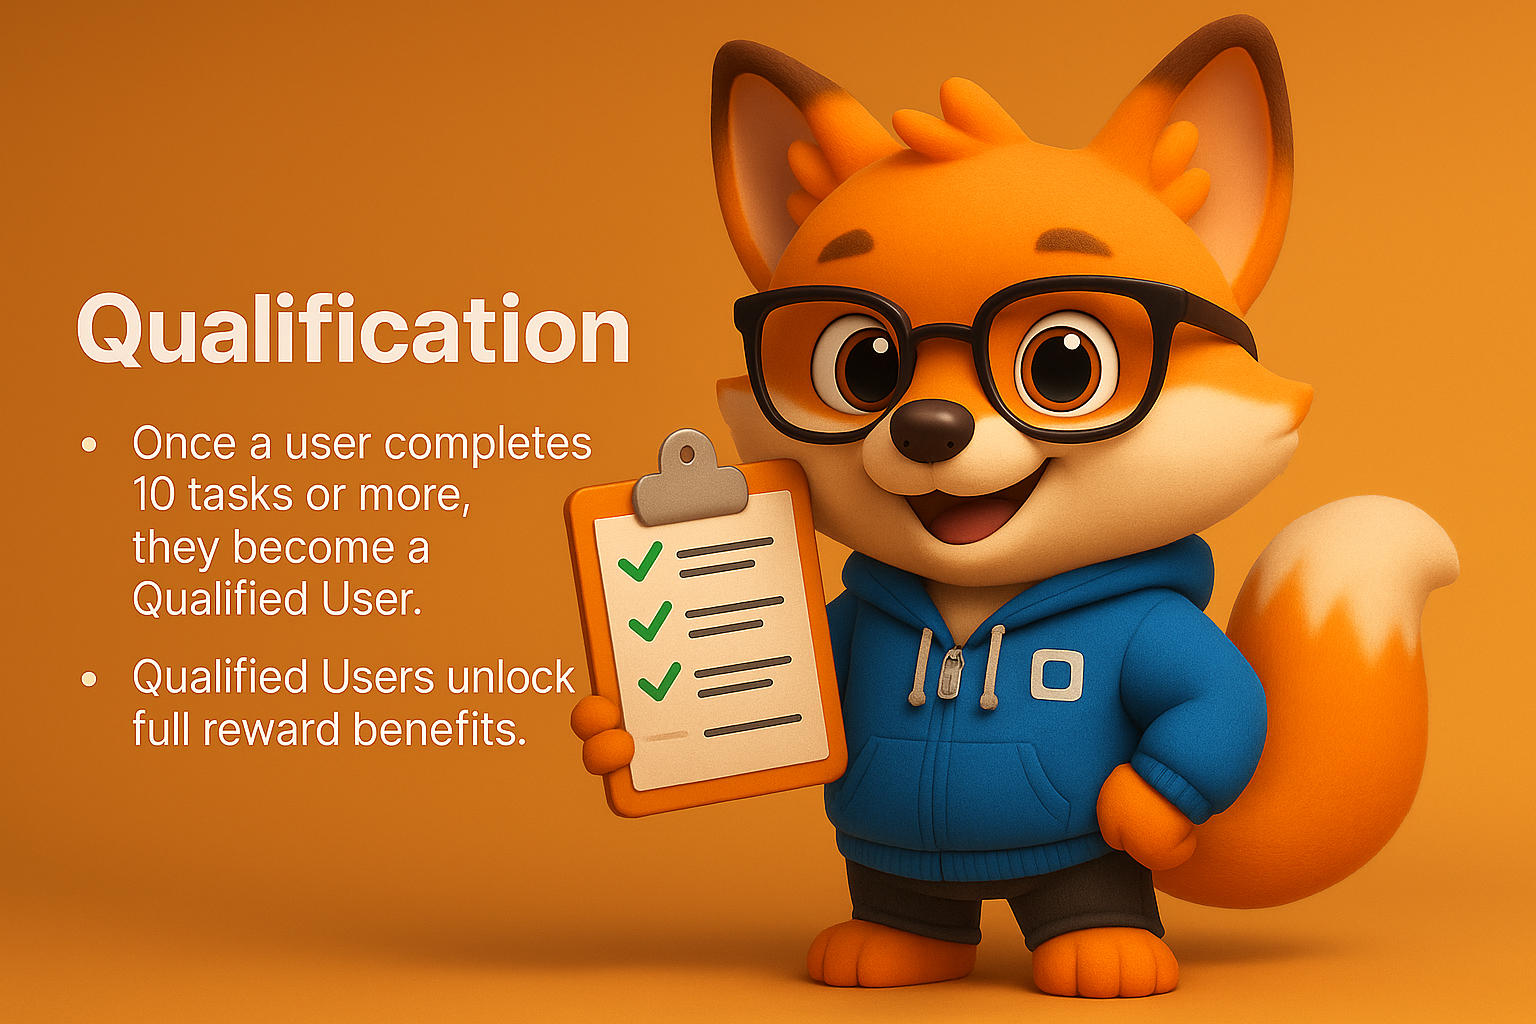 Qualification
• Once a user completes
10 tasks or more,
they become a
Qualified User.
• Qualified Users unlock
full reward benefits.